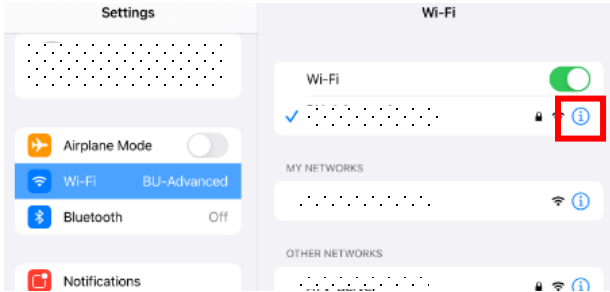 Settings
Airplane Mode
Wi-Fi BU-Advanced
Bluetooth Off
Notifications
Wi-Fi
Wi-Fi
MY NETWORKS
OTHER NETWORKS